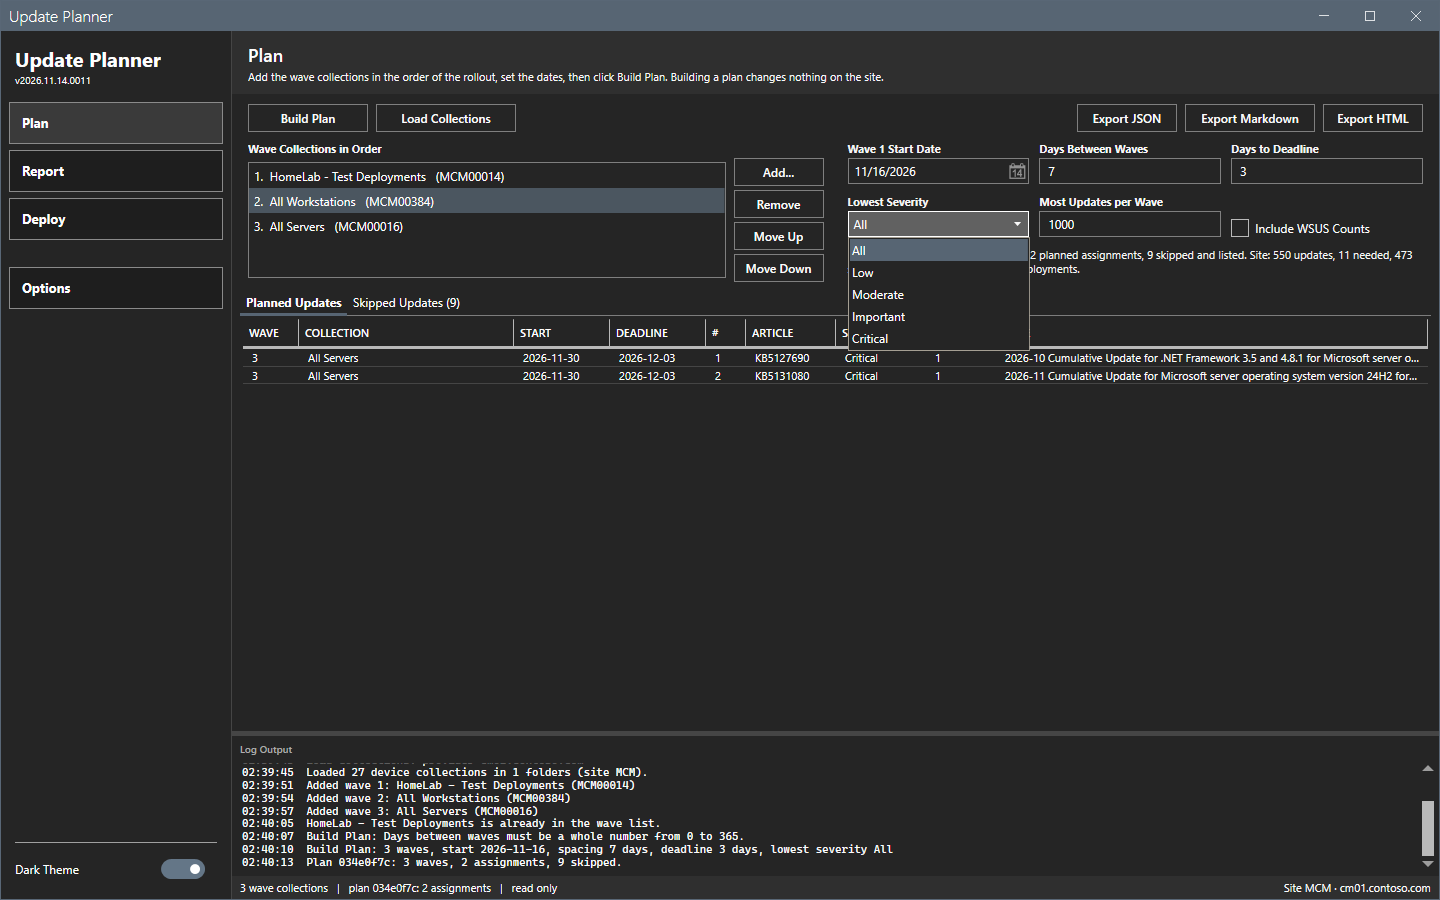 Update Planner
Update Planner
v2026.11.14.0011
Plan
Report
Deploy
Options
Dark Theme
Plan
Add the wave collections in the order of the rollout, set the dates, then click Build Plan. Building a plan changes nothing on the site.
Build Plan
Load Collections
Export JSON
Export Markdown
Export HTML
Wave Collections in Order
1. HomeLab - Test Deployments (MCM00014)
2. All Workstations (MCM00384)
3. All Servers (MCM00016)
Add...
Remove
Move Up
Move Down
Wave 1 Start Date
Days Between Waves
Days to Deadline
11/16/2026
14
7
3
Lowest Severity
Most Updates per Wave
All
1000
Include WSUS Counts
All
Low
Moderate
Important
Critical
2 planned assignments, 9 skipped and listed. Site: 550 updates, 11 needed, 473
ployments.
Planned Updates
Skipped Updates (9)
WAVE COLLECTION START DEADLINE # ARTICLE S
3 All Servers 2026-11-30 2026-12-03 1 KB5127690 Critical 1 2026-10 Cumulative Update for .NET Framework 3.5 and 4.8.1 for Microsoft server o...
3 All Servers 2026-11-30 2026-12-03 2 KB5131080 Critical 1 2026-11 Cumulative Update for Microsoft server operating system version 24H2 for...
Log Output
02:39:45 Loaded 27 device collections in 1 folders (site MCM).
02:39:51 Added wave 1: HomeLab - Test Deployments (MCM00014)
02:39:54 Added wave 2: All Workstations (MCM00384)
02:39:57 Added wave 3: All Servers (MCM00016)
02:40:05 HomeLab - Test Deployments is already in the wave list.
02:40:07 Build Plan: Days between waves must be a whole number from 0 to 365.
02:40:10 Build Plan: 3 waves, start 2026-11-16, spacing 7 days, deadline 3 days, lowest severity All
02:40:13 Plan 034e0f7c: 3 waves, 2 assignments, 9 skipped.
3 wave collections | plan 034e0f7c: 2 assignments | read only
Site MCM · cm01.contoso.com